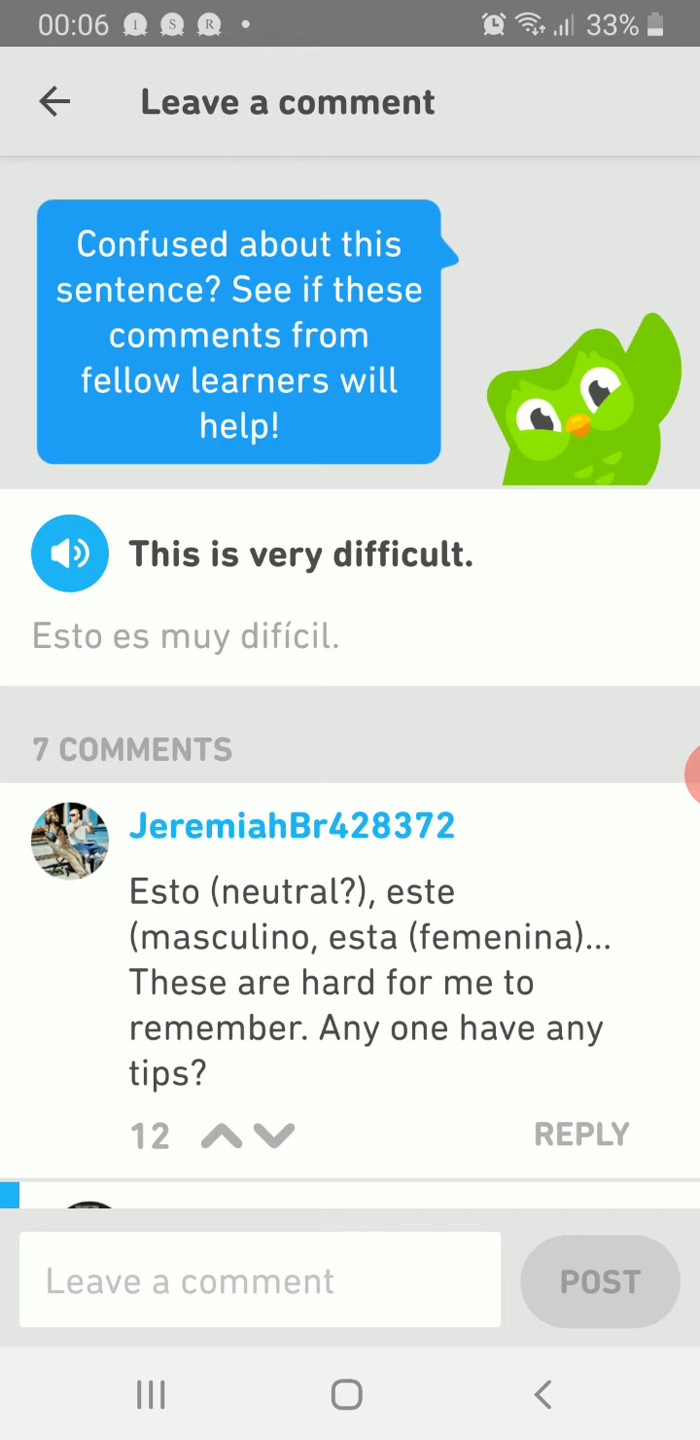 00:06 I S R • 33%
Leave a comment
Confused about this
sentence? See if these
comments from
fellow learners will
help!
This is very difficult.
Esto es muy difícil.
7 COMMENTS
JeremiahBr428372
Esto (neutral?), este
(masculino, esta (femenina)...
These are hard for me to
remember. Any one have any
tips?
12 REPLY
Leave a comment POST